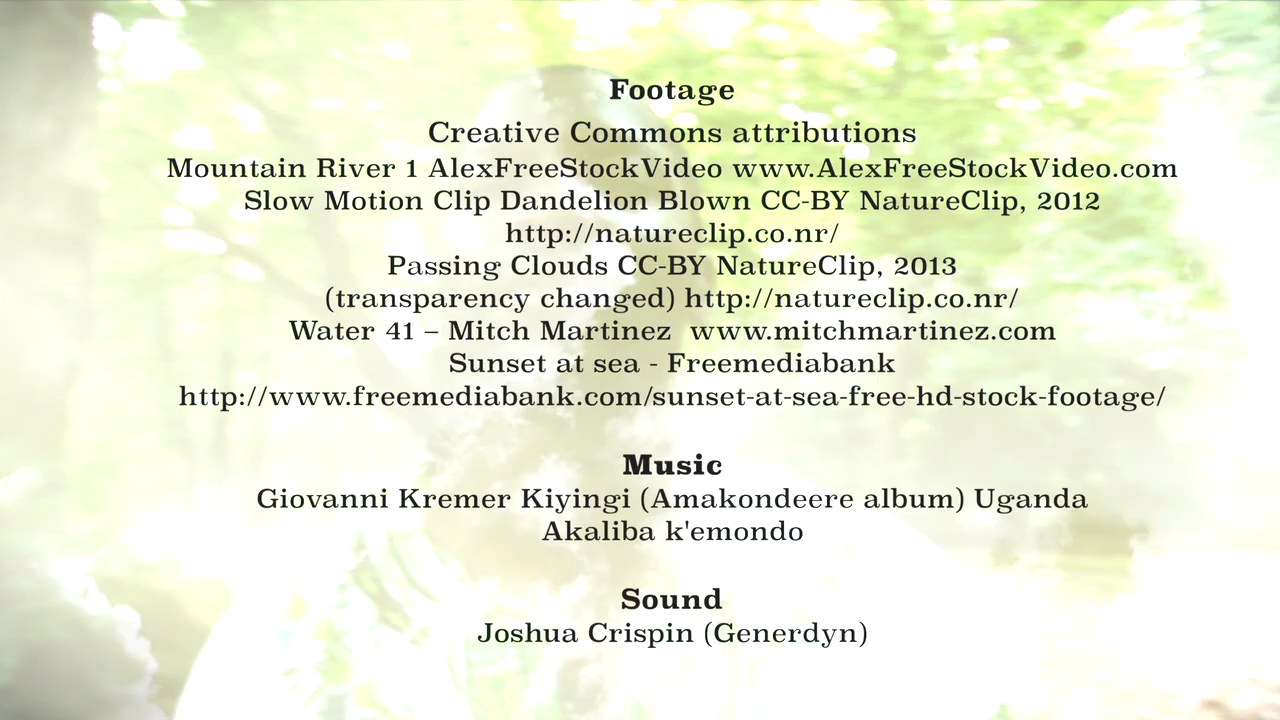 Footage
Creative Commons attributions
Mountain River 1 AlexFreeStockVideo www.AlexFreeStockVideo.com
Slow Motion Clip Dandelion Blown CC-BY NatureClip, 2012
http://natureclip.co.nr/
Passing Clouds CC-BY NatureClip, 2013
(transparency changed) http://natureclip.co.nr/
Water 41 – Mitch Martinez  www.mitchmartinez.com
Sunset at sea - Freemediabank
http://www.freemediabank.com/sunset-at-sea-free-hd-stock-footage/
Music
Giovanni Kremer Kiyingi (Amakondeere album) Uganda
Akaliba k'emondo
Sound
Joshua Crispin (Generdyn)